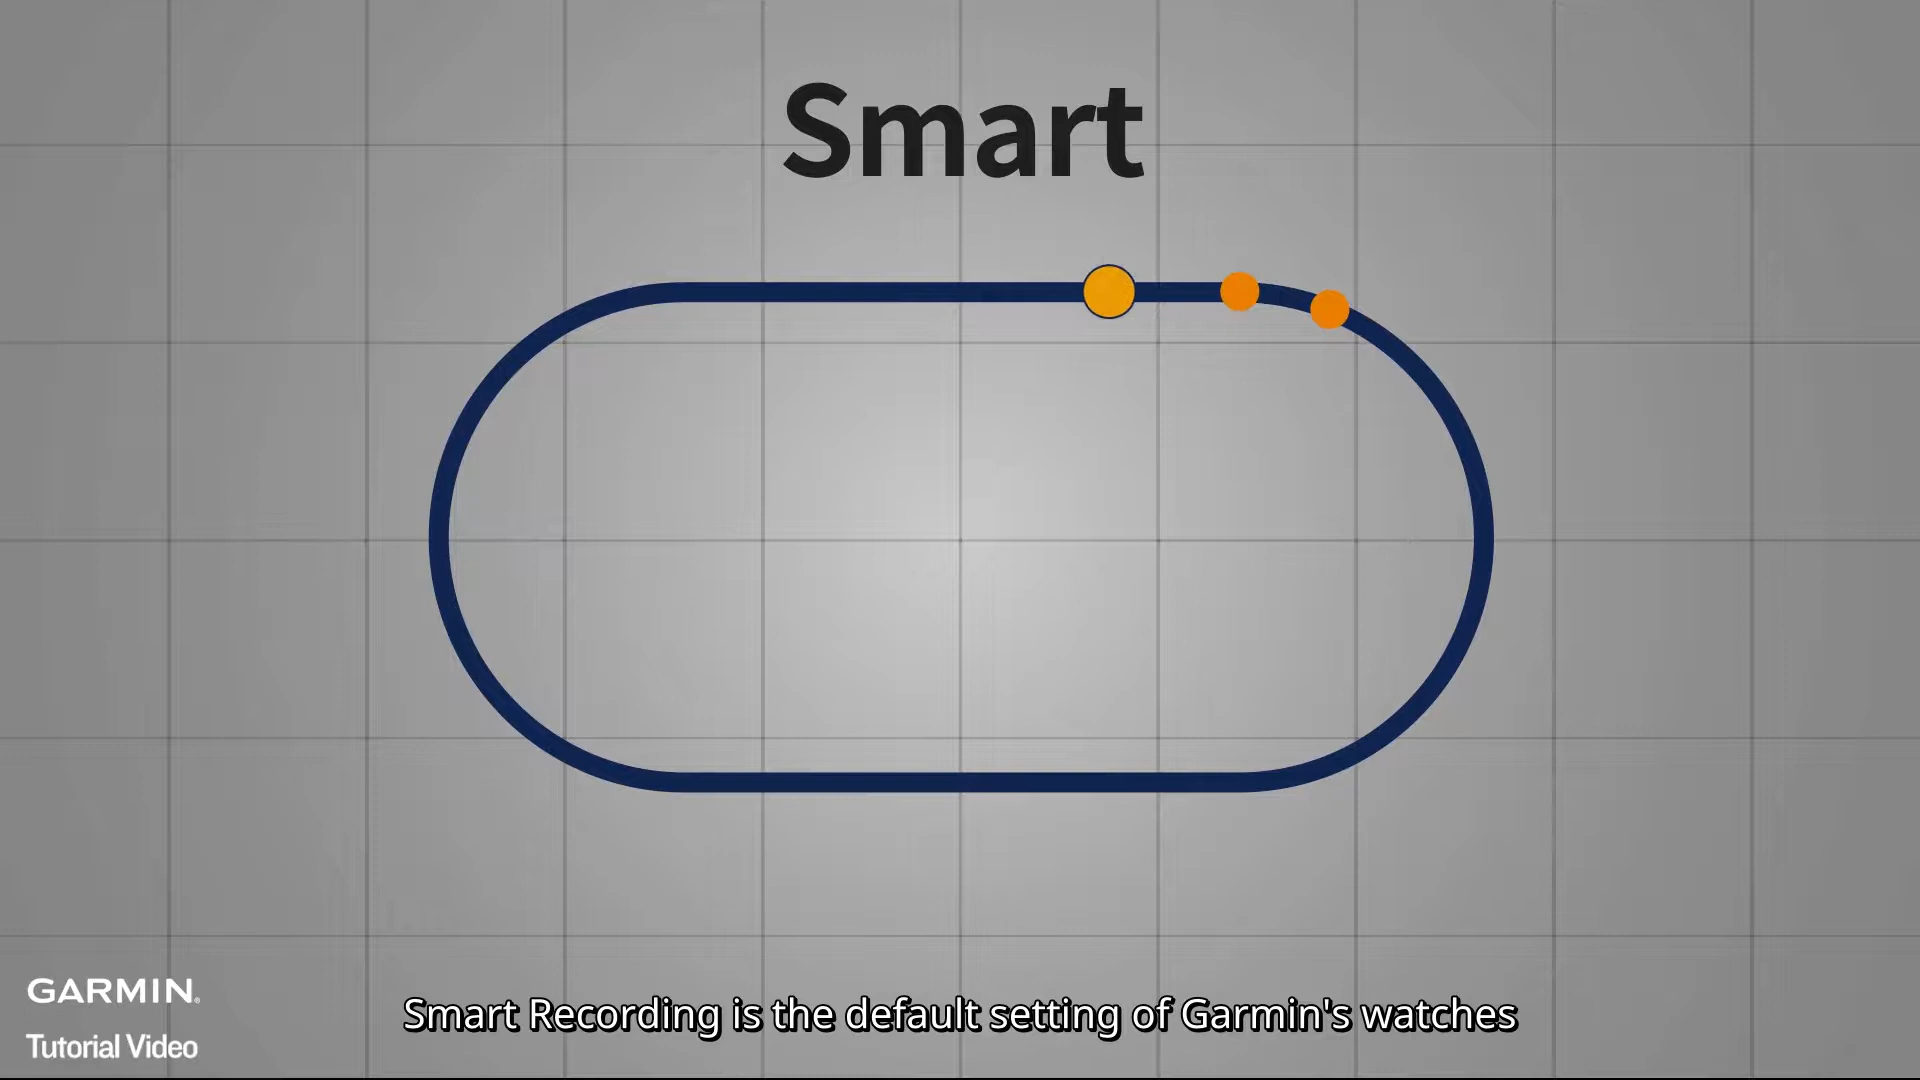 Smart
GARMIN.
Tutorial Video
Smart Recording is the default setting of Garmin's watches